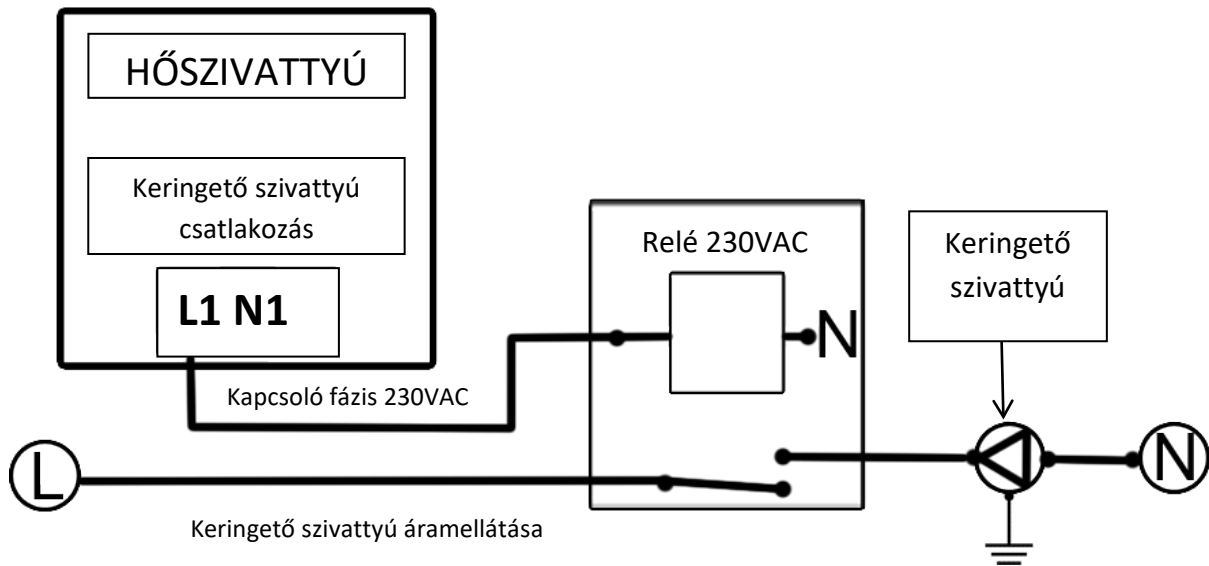 HŐSZIVATTYÚ
Keringető szivattyú
csatlakozás
L1 N1
Kapcsoló fázis 230VAC
Relé 230VAC
N
Keringető
szivattyú
L
N
Keringető szivattyú áramellátása